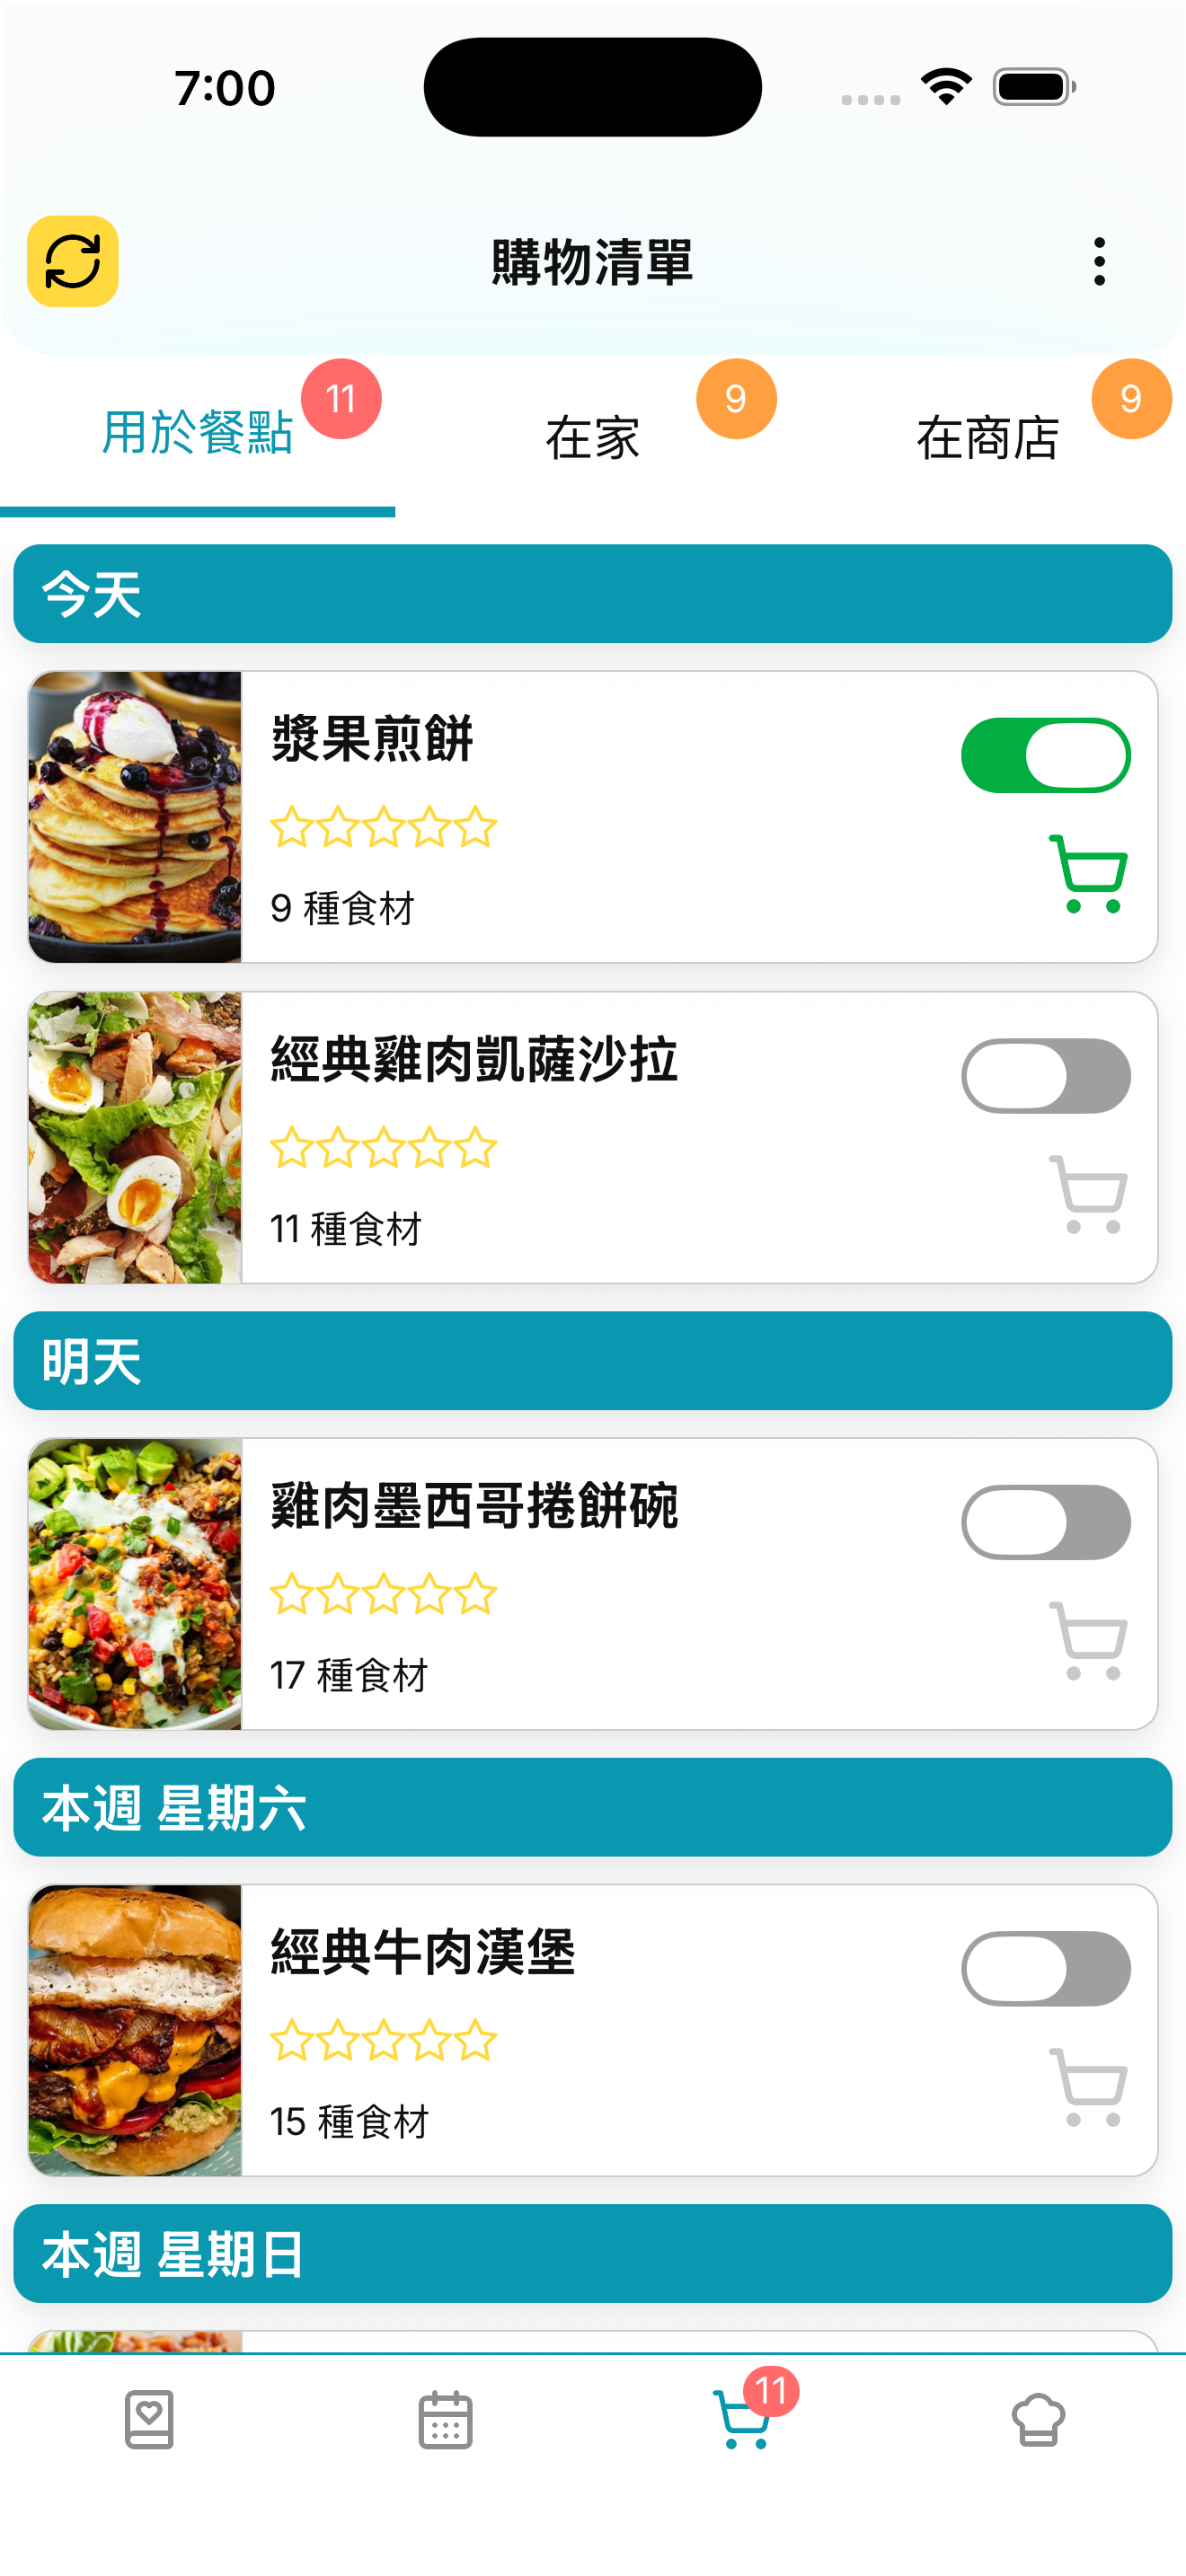 7:00
購物清單
用於餐點
11
在家
9
在商店
9
今天
漿果煎餅
9 種食材
經典雞肉凱薩沙拉
11 種食材
明天
雞肉墨西哥捲餅碗
17 種食材
本週 星期六
經典牛肉漢堡
15 種食材
本週 星期日
11